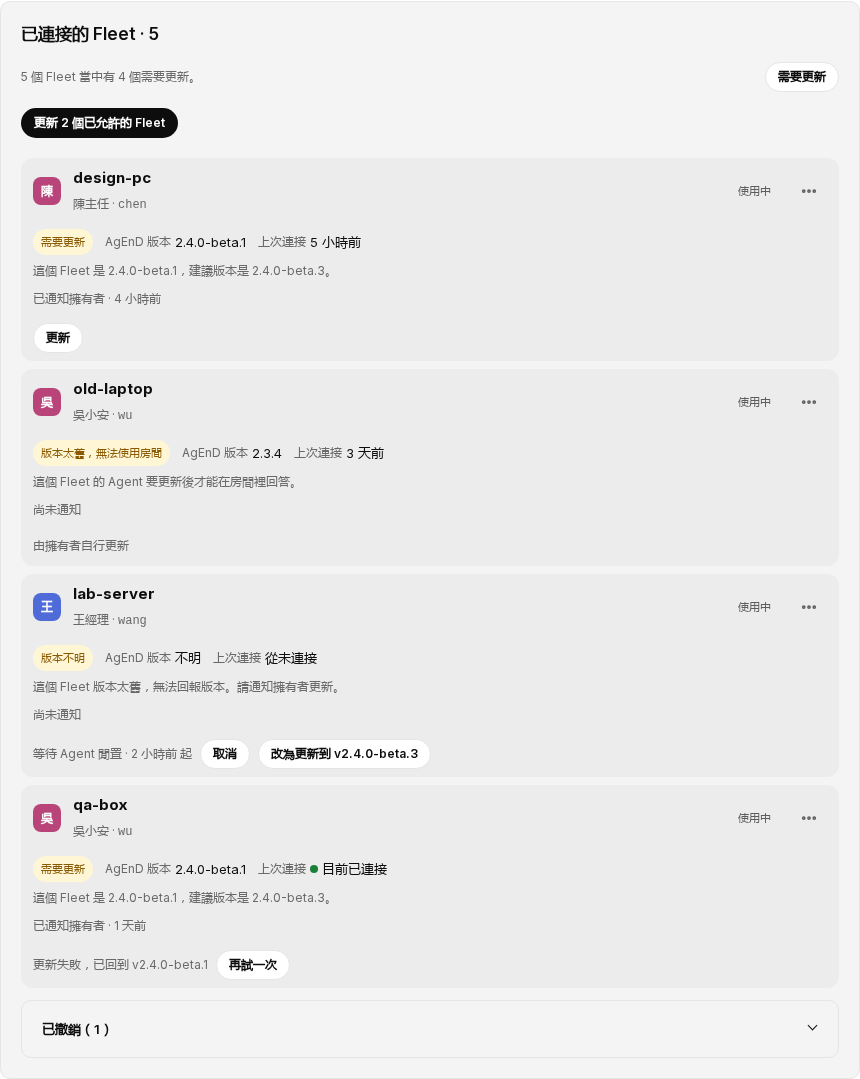 已連接的 Fleet · 5
5 個 Fleet 當中有 4 個需要更新。
需要更新
更新 2 個已允許的 Fleet
陳
design-pc
陳主任 · chen
使用中
需要更新 AgEnD 版本 2.4.0-beta.1 上次連接 5 小時前
這個 Fleet 是 2.4.0-beta.1，建議版本是 2.4.0-beta.3。
已通知擁有者 · 4 小時前
更新
吳
old-laptop
吳小安 · wu
使用中
版本太舊，無法使用房間 AgEnD 版本 2.3.4 上次連接 3 天前
這個 Fleet 的 Agent 要更新後才能在房間裡回答。
尚未通知
由擁有者自行更新
王
lab-server
王經理 · wang
使用中
版本不明 AgEnD 版本 不明 上次連接 從未連接
這個 Fleet 版本太舊，無法回報版本。請通知擁有者更新。
尚未通知
等待 Agent 閒置 · 2 小時前 起 取消 改為更新到 v2.4.0-beta.3
吳
qa-box
吳小安 · wu
使用中
需要更新 AgEnD 版本 2.4.0-beta.1 上次連接 目前已連接
這個 Fleet 是 2.4.0-beta.1，建議版本是 2.4.0-beta.3。
已通知擁有者 · 1 天前
更新失敗，已回到 v2.4.0-beta.1 再試一次
已撤銷（1）